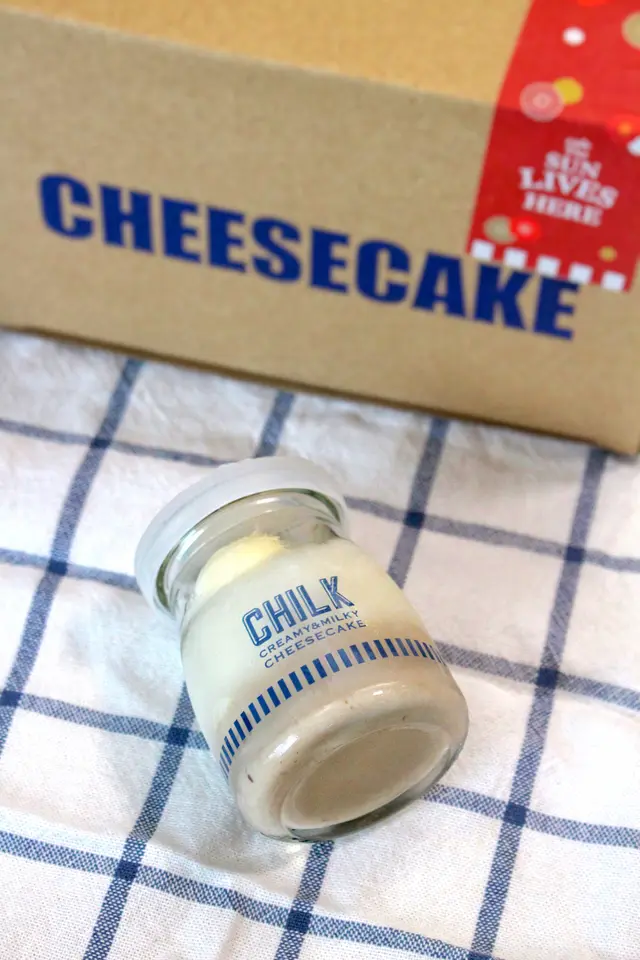 THE
SUN
LIVES
HERE
CHEESECAKE
CHILK
CREAMY&MILKY
CHEESECAKE